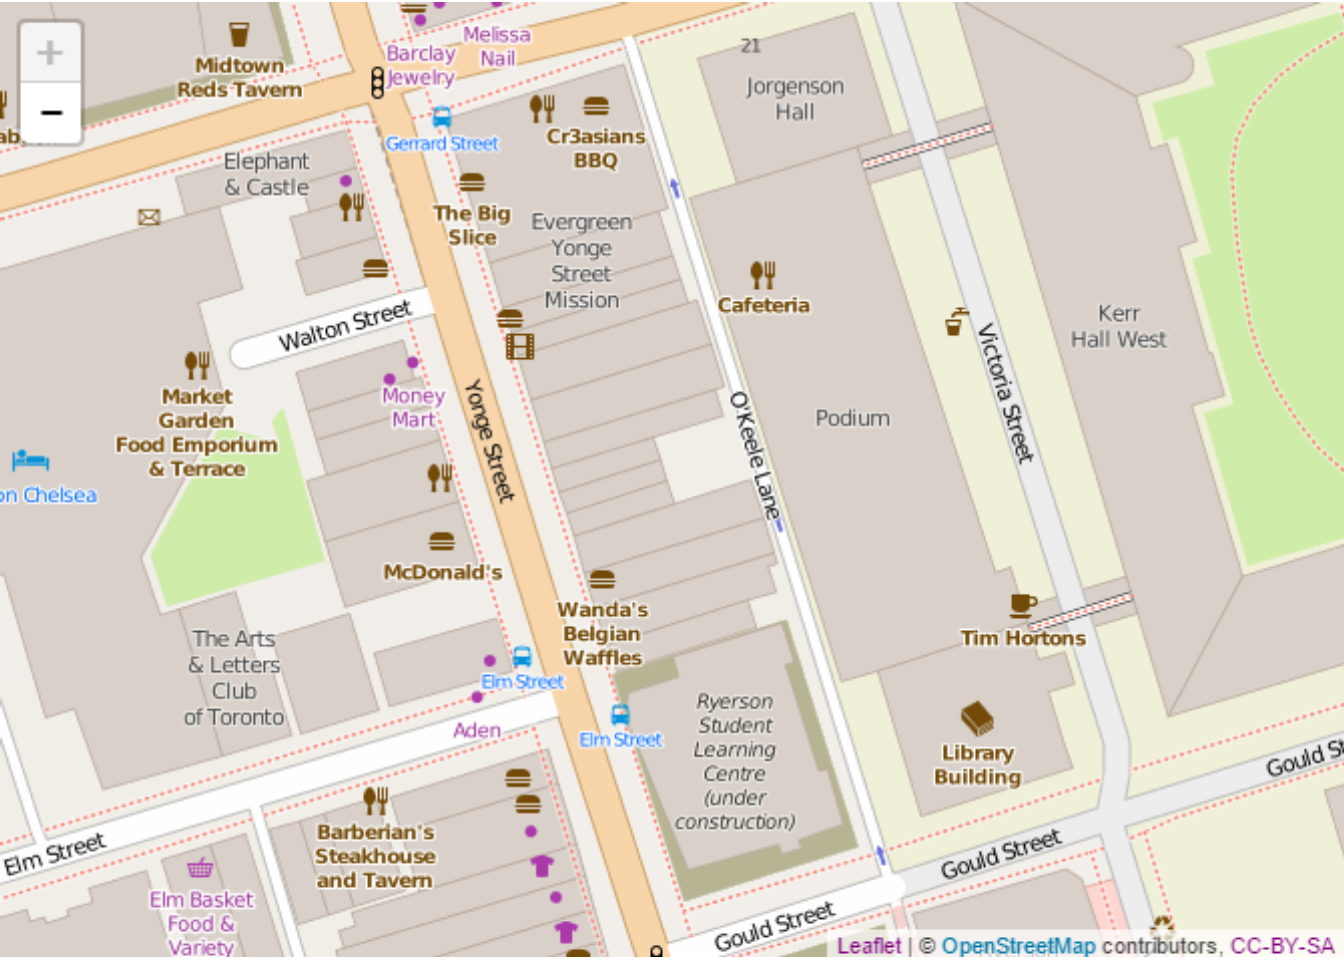 +
-
Midtown
Reds Tavern
Barclay
Jewelry
Melissa
Nail
21
Jorgenson
Hall
Gerrard Street
Cr3asians
BBQ
Elephant
& Castle
The Big
Slice
Evergreen
Yonge
Street
Mission
Cafeteria
Walton Street
Kerr
Hall West
Victoria Street
Market
Garden
Food Emporium
& Terrace
Money
Mart
Yonge Street
O'Keele Lane
Podium
on Chelsea
McDonald's
Wanda's
Belgian
Waffles
Tim Hortons
The Arts
& Letters
Club
of Toronto
Elm Street
Aden
Elm Street
Ryerson
Student
Learning
Centre
(under
construction)
Library
Building
Gould St
Elm Street
Barberian's
Steakhouse
and Tavern
Gould Street
Elm Basket
Food &
Variety
Gould Street
Leaflet | © OpenStreetMap contributors, CC-BY-SA